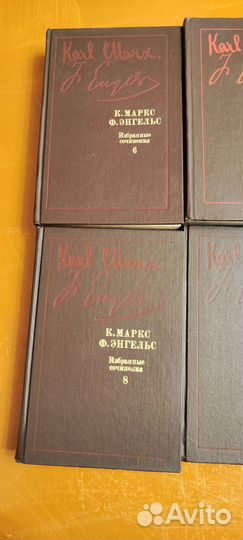 Karl Marx.
F. Engels
К. МАРКС
Ф. ЭНГЕЛЬС
Избранные
сочинения
6
Karl Marx.
F. Engels
К. МАРКС
Ф. ЭНГЕЛЬС
Избранные
сочинения
8
Avito